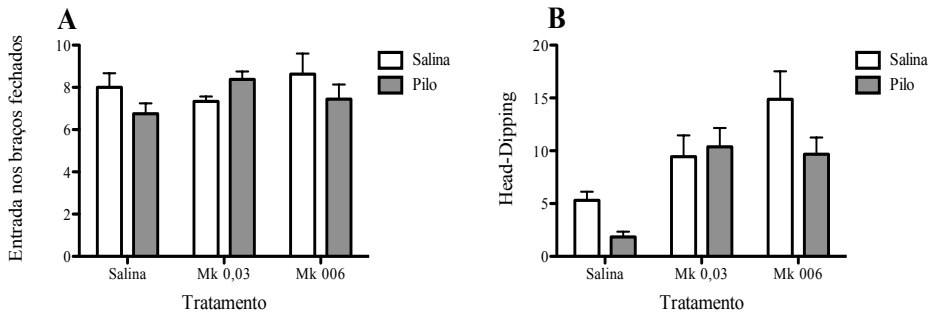 A
Entrada nos braços fechados
10
8
6
4
2
0
Salina
Mk 0,03
Mk 006
Tratamento
Salina
Pilo
B
Head-Dipping
20
15
10
5
0
Salina
Mk 0,03
Mk 006
Tratamento
Salina
Pilo